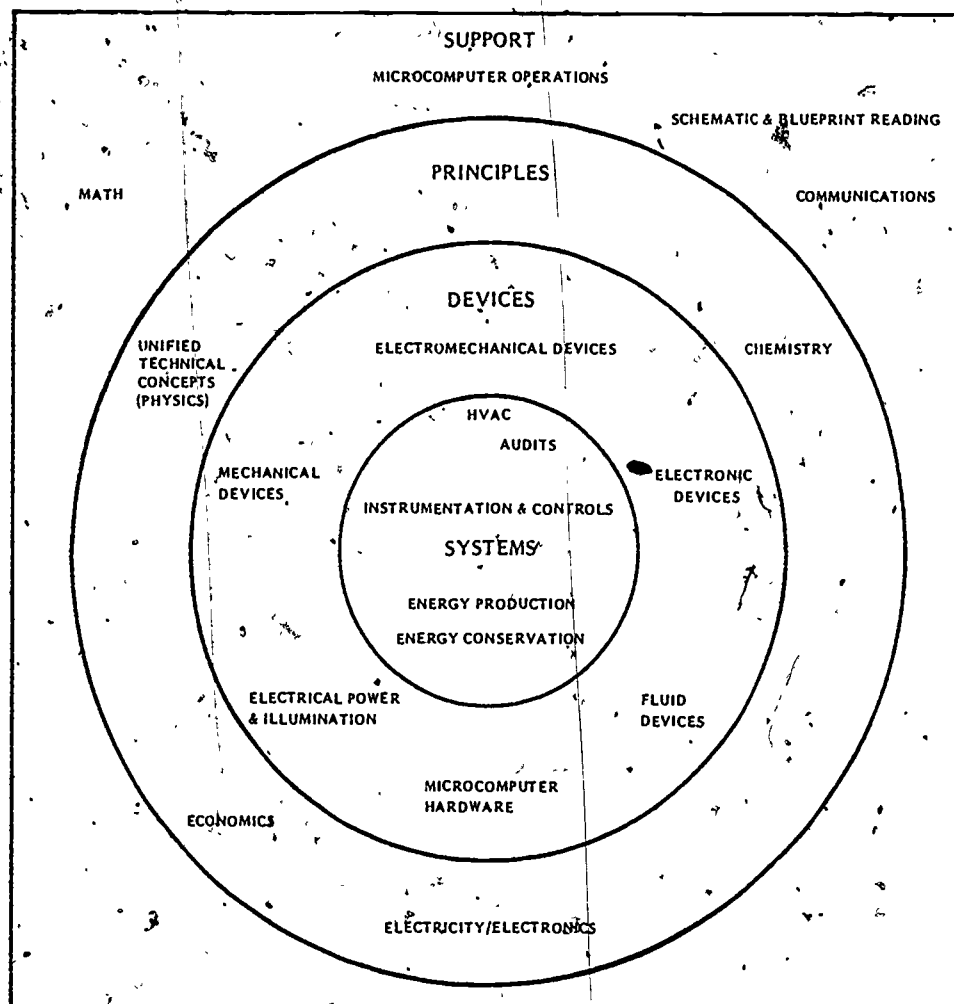 SUPPORT
MICROCOMPUTER OPERATIONS
SCHEMATIC & BLUEPRINT READING
MATH
COMMUNICATIONS
PRINCIPLES
DEVICES
UNIFIED
TECHNICAL
CONCEPTS
(PHYSICS)
ELECTROMECHANICAL DEVICES
CHEMISTRY
HVAC
AUDITS
MECHANICAL
DEVICES
ELECTRONIC
DEVICES
INSTRUMENTATION & CONTROLS
SYSTEMS
ENERGY PRODUCTION
ENERGY CONSERVATION
ELECTRICAL POWER
& ILLUMINATION
FLUID
DEVICES
MICROCOMPUTER
HARDWARE
ECONOMICS
ELECTRICITY/ELECTRONICS